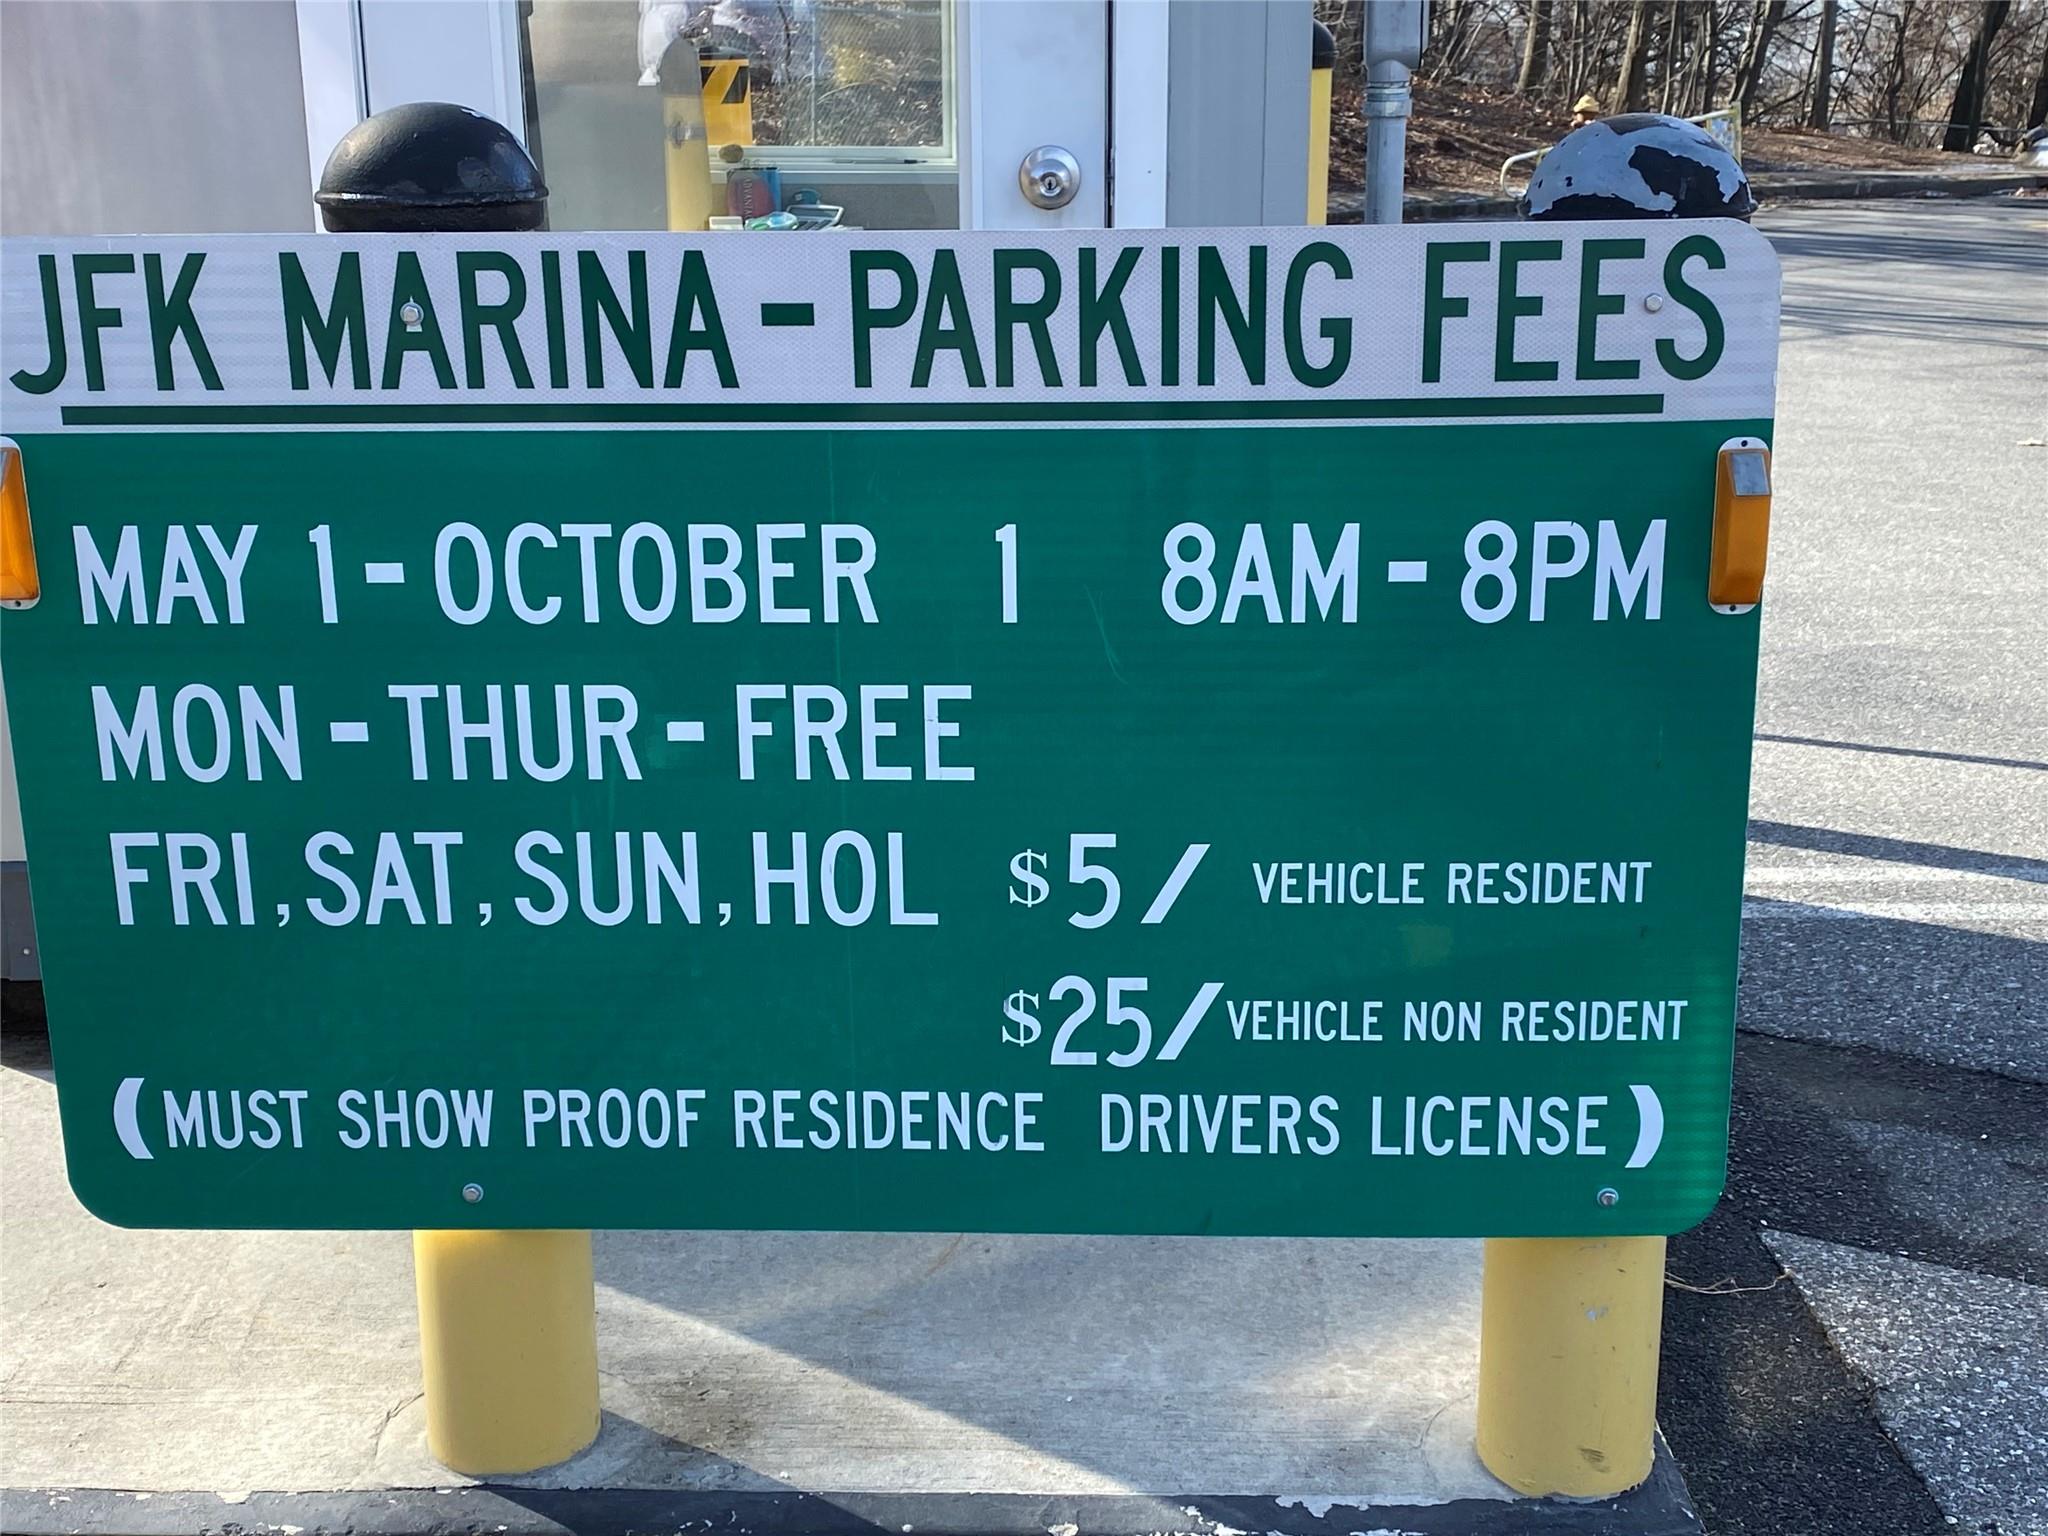 JFK MARINA - PARKING FEES
MAY 1 - OCTOBER 1 8AM - 8PM
MON - THUR - FREE
FRI, SAT, SUN, HOL $5/ VEHICLE RESIDENT
$25/ VEHICLE NON RESIDENT
(MUST SHOW PROOF RESIDENCE DRIVERS LICENSE)